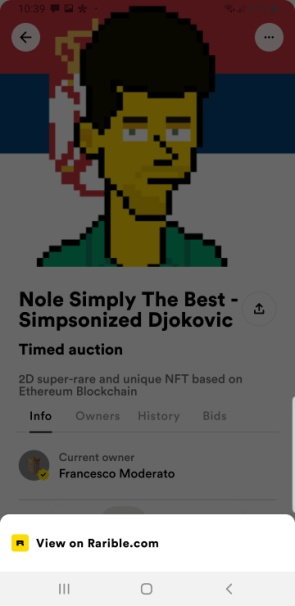 10:39
Nole Simply The Best -
Simpsonized Djokovic
Timed auction
2D super-rare and unique NFT based on
Ethereum Blockchain
Info Owners History Bids
Current owner
Francesco Moderato
View on Rarible.com